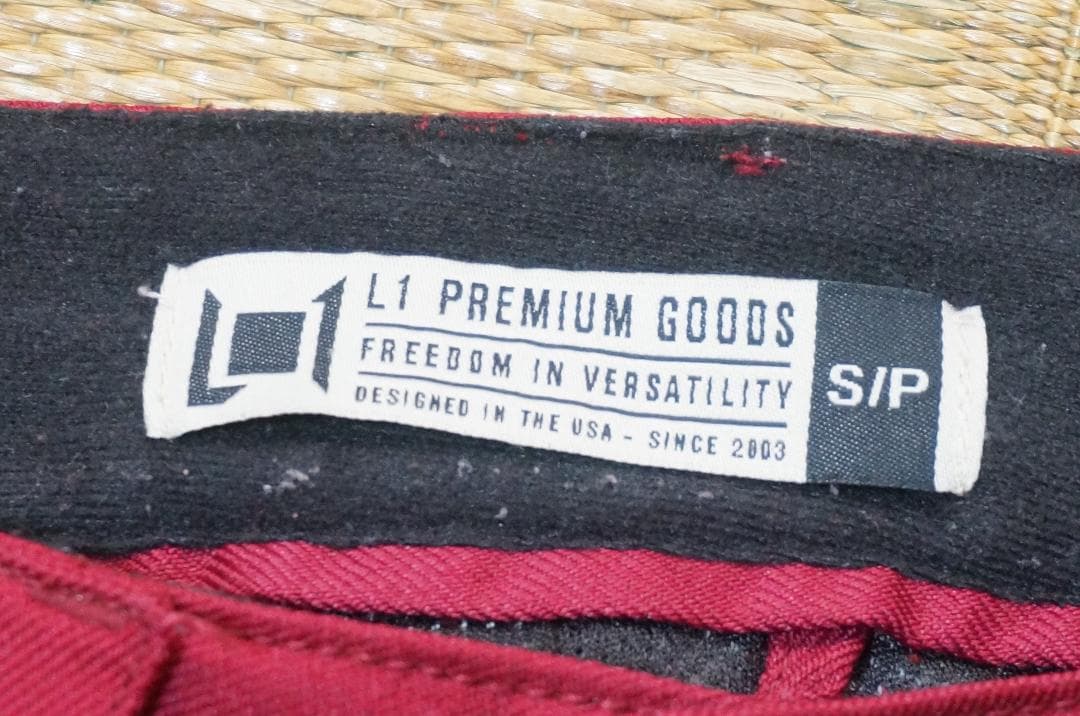 L1 PREMIUM GOODS
FREEDOM IN VERSATILITY
DESIGNED IN THE USA - SINCE 2003
S/P